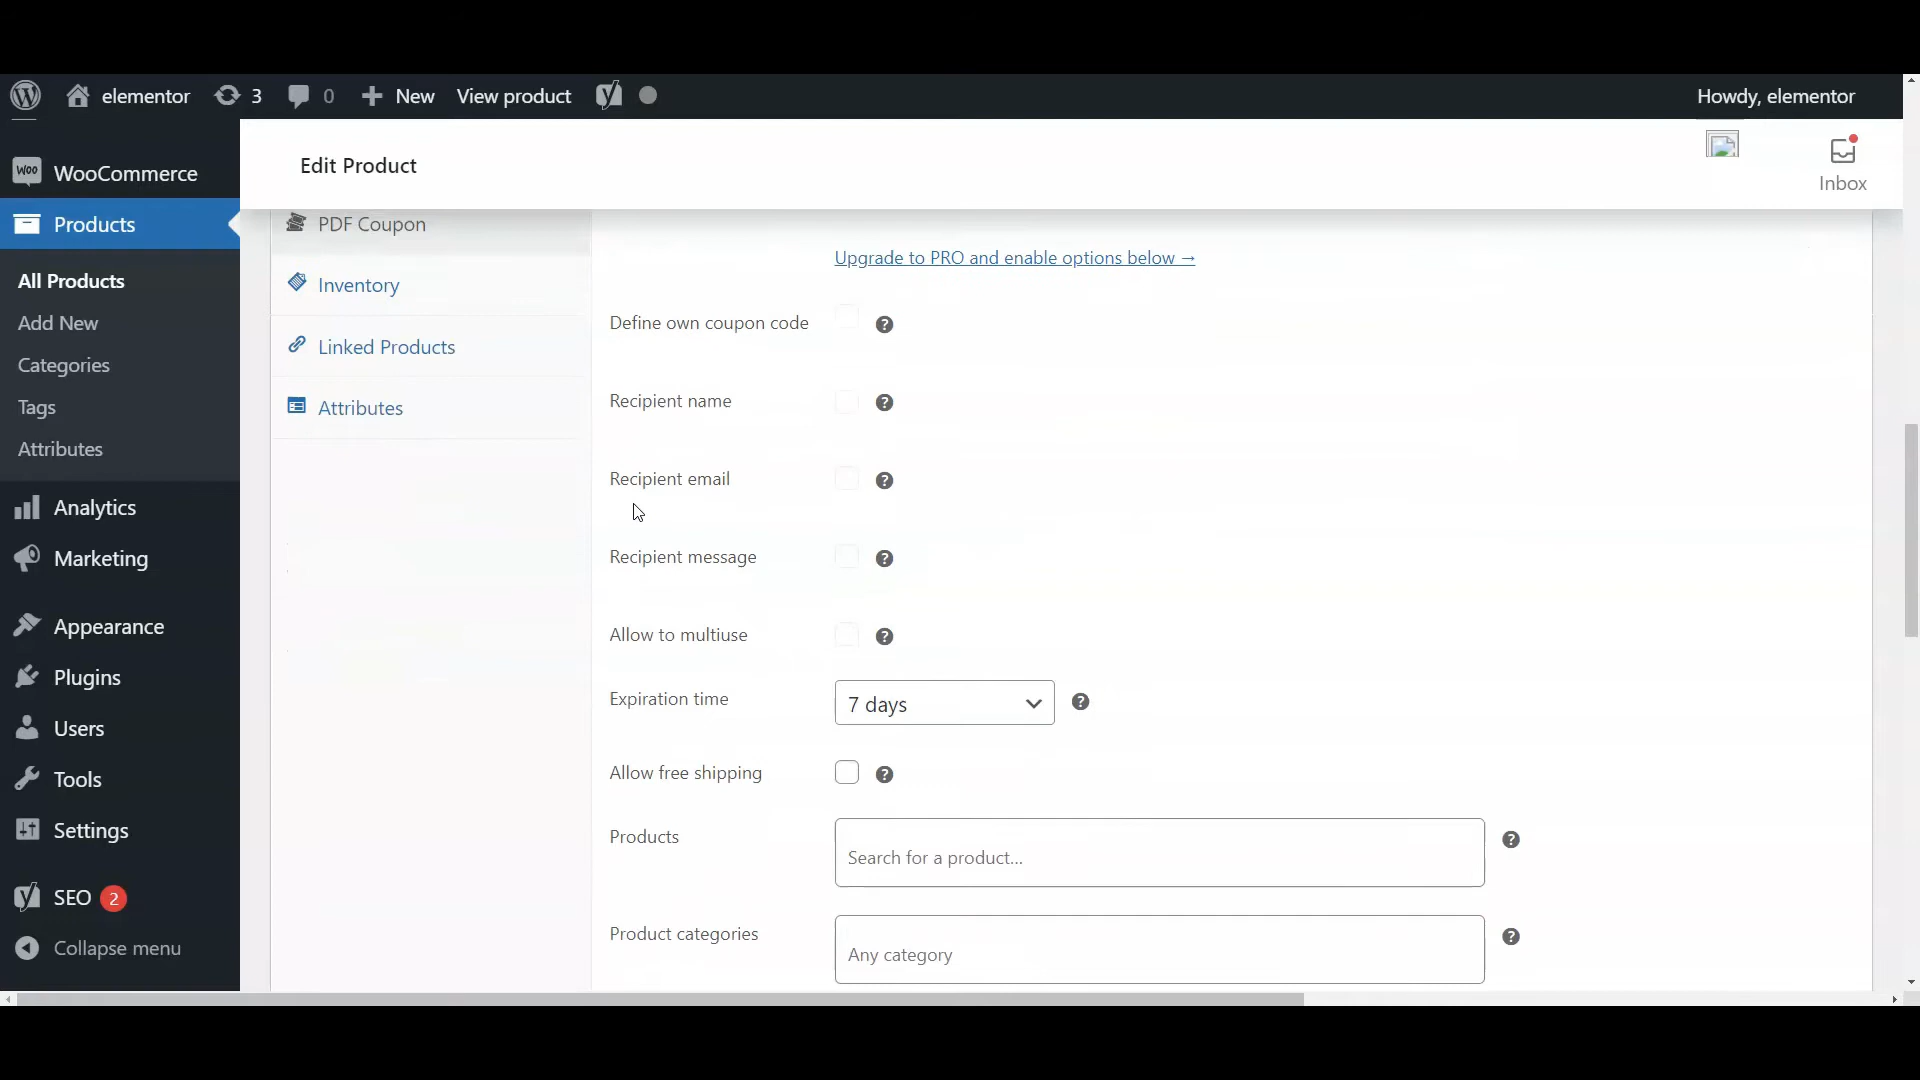 elementor
3
0
New
View product
Howdy, elementor
WOO
WooCommerce
Products
All Products
Add New
Categories
Tags
Attributes
Analytics
Marketing
Appearance
Plugins
Users
Tools
Settings
SEO 2
Collapse menu
Edit Product
Inbox
PDF Coupon
Inventory
Linked Products
Attributes
Upgrade to PRO and enable options below →
Define own coupon code
Recipient name
Recipient email
Recipient message
Allow to multiuse
Expiration time
7 days
Allow free shipping
Products
Search for a product...
Product categories
Any category